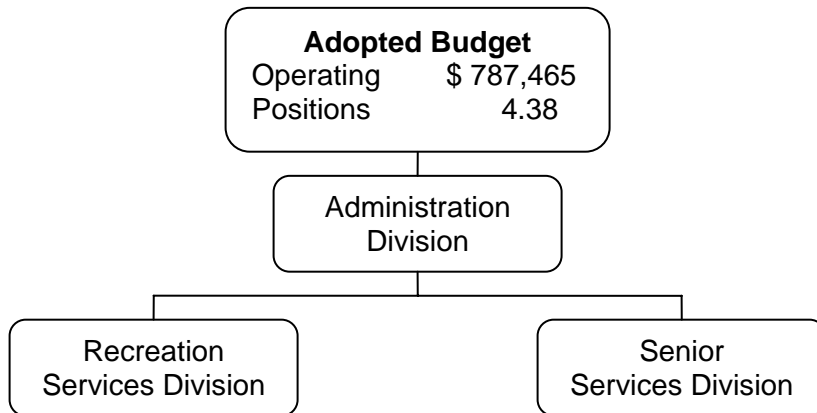 Adopted Budget
Operating $ 787,465
Positions 4.38
Administration
Division
Recreation
Services Division
Senior
Services Division